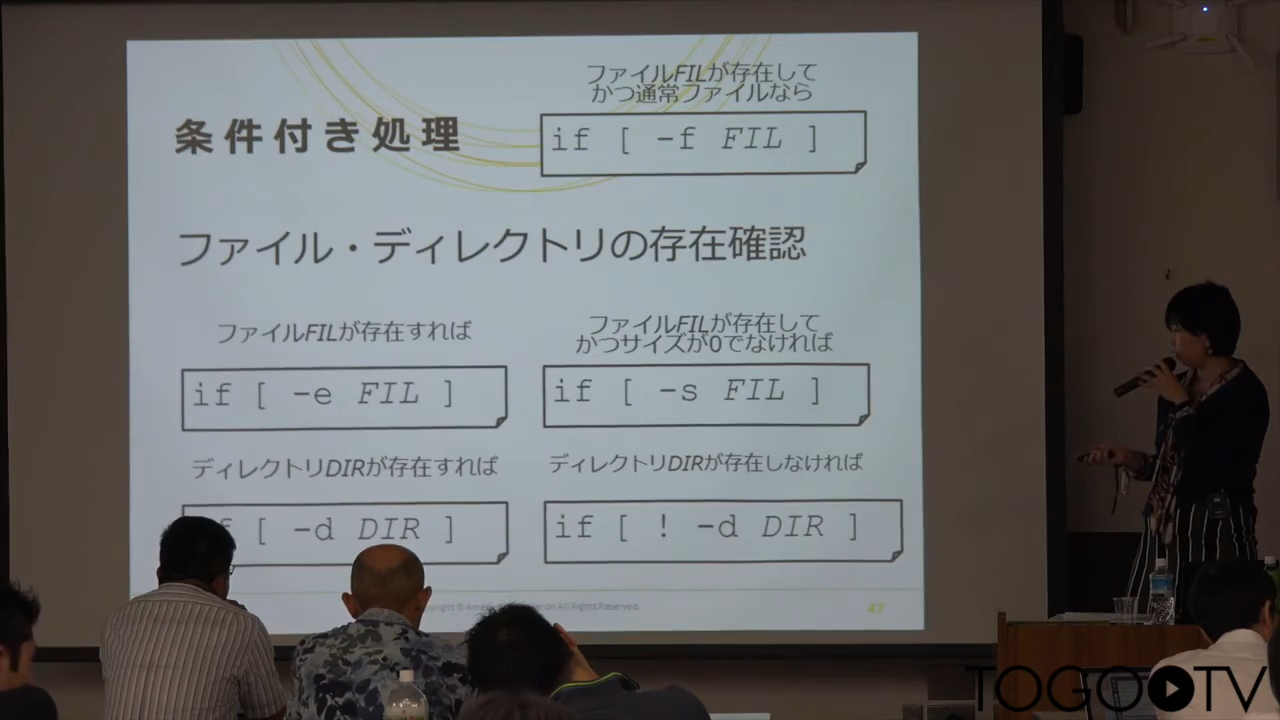 ファイルFILが存在して
かつ通常ファイルなら
条件付き処理
if [ -f FIL ]
ファイル・ディレクトリの存在確認
ファイルFILが存在すれば
ファイルFILが存在して
かつサイズが0でなければ
if [ -e FIL ]
if [ -s FIL ]
ディレクトリDIRが存在すれば
ディレクトリDIRが存在しなければ
[ -d DIR ]
if [ ! -d DIR ]
All Rights Reserved.
47
TOGO TV